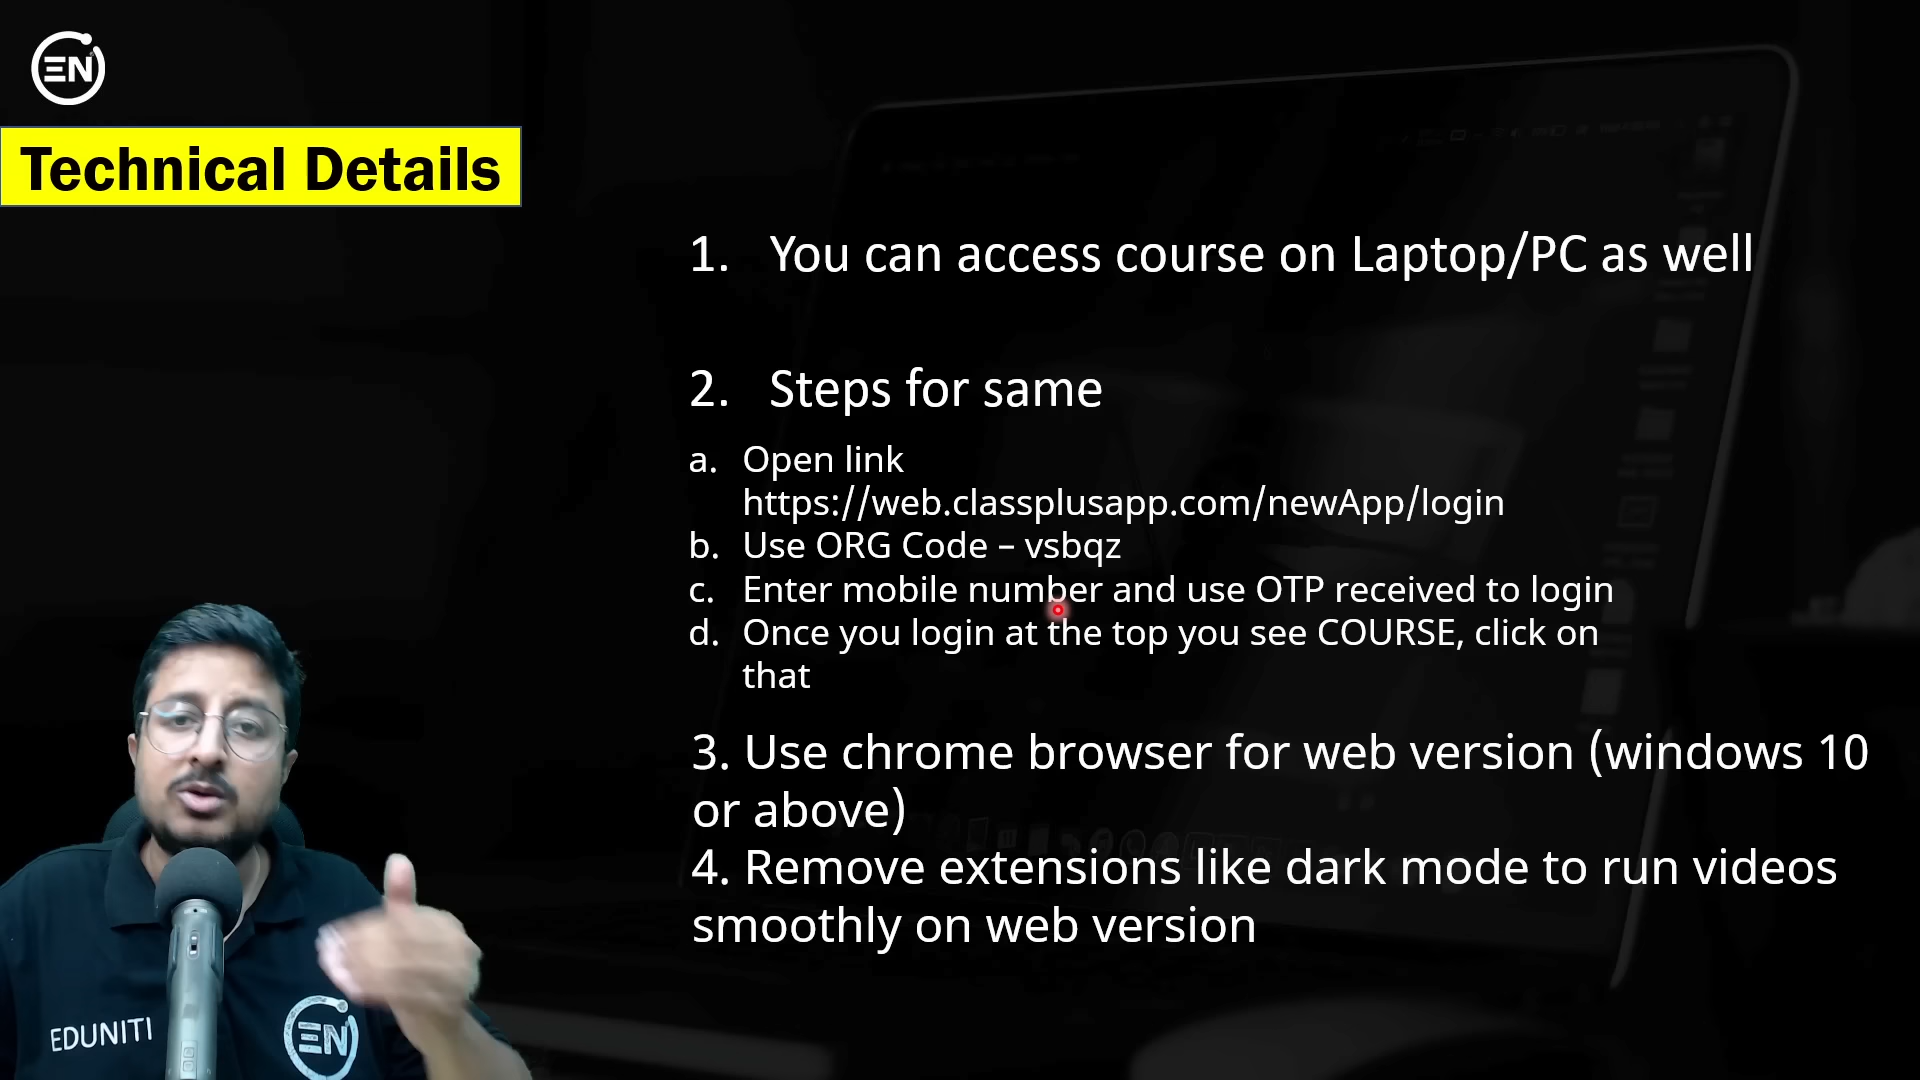 EN
Technical Details
1. You can access course on Laptop/PC as well
2. Steps for same
a. Open link
https://web.classplusapp.com/newApp/login
b. Use ORG Code – vsbqz
c. Enter mobile number and use OTP received to login
d. Once you login at the top you see COURSE, click on
that
3. Use chrome browser for web version (windows 10
or above)
4. Remove extensions like dark mode to run videos
smoothly on web version
EDUNITI
EN